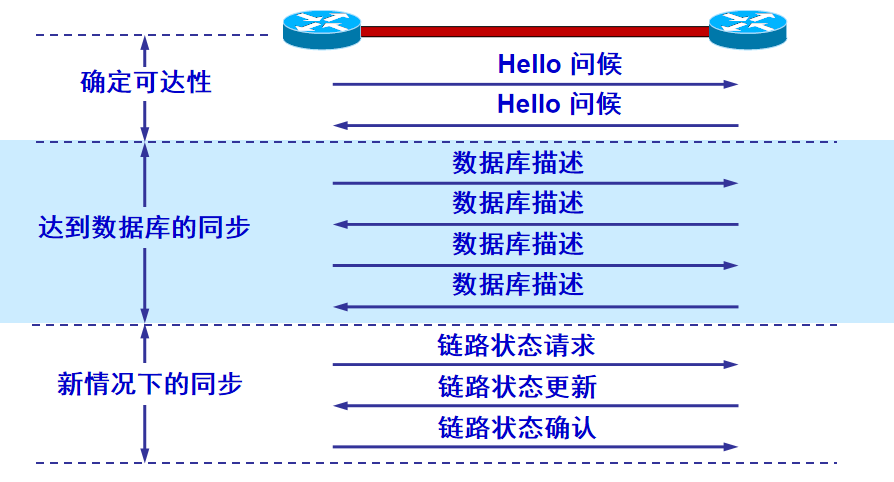 Hello 问候
确定可达性
Hello 问候
数据库描述
数据库描述
达到数据库的同步
数据库描述
数据库描述
链路状态请求
新情况下的同步
链路状态更新
链路状态确认